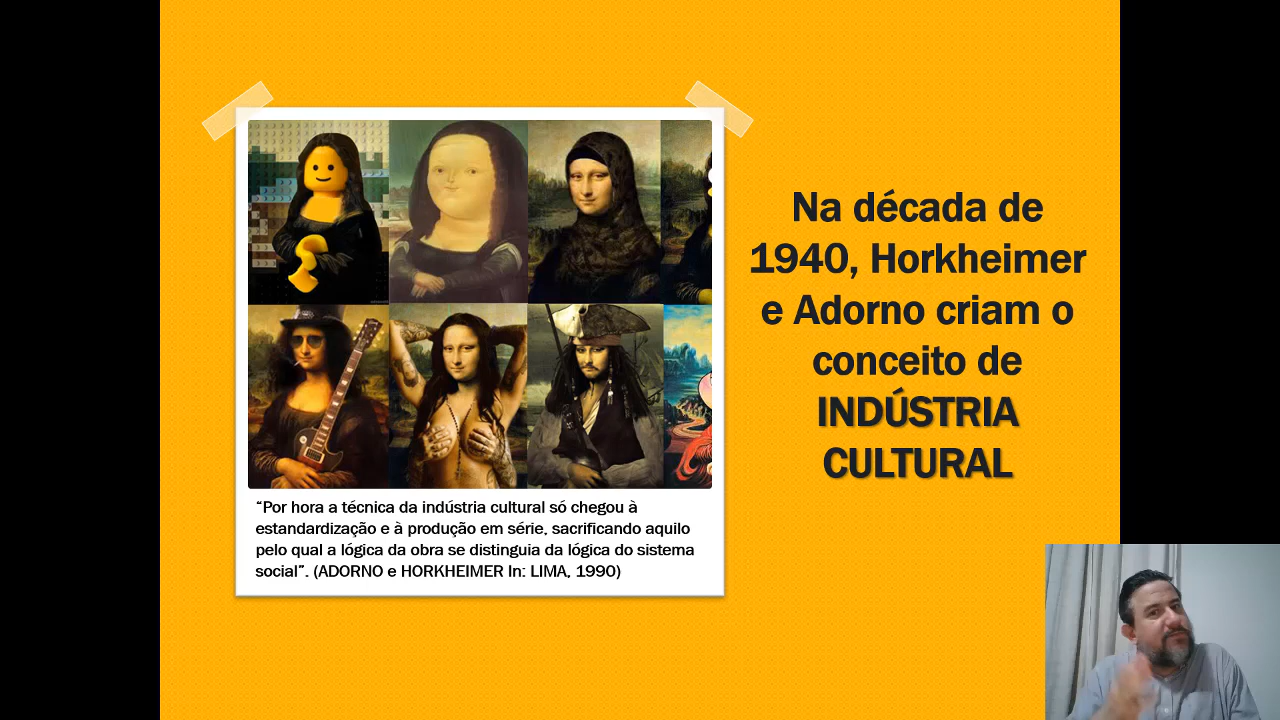 Na década de
1940, Horkheimer
e Adorno criam o
conceito de
INDÚSTRIA
CULTURAL
“Por hora a técnica da indústria cultural só chegou à
estandardização e à produção em série, sacrificando aquilo
pelo qual a lógica da obra se distinguia da lógica do sistema
social”. (ADORNO e HORKHEIMER In: LIMA, 1990)